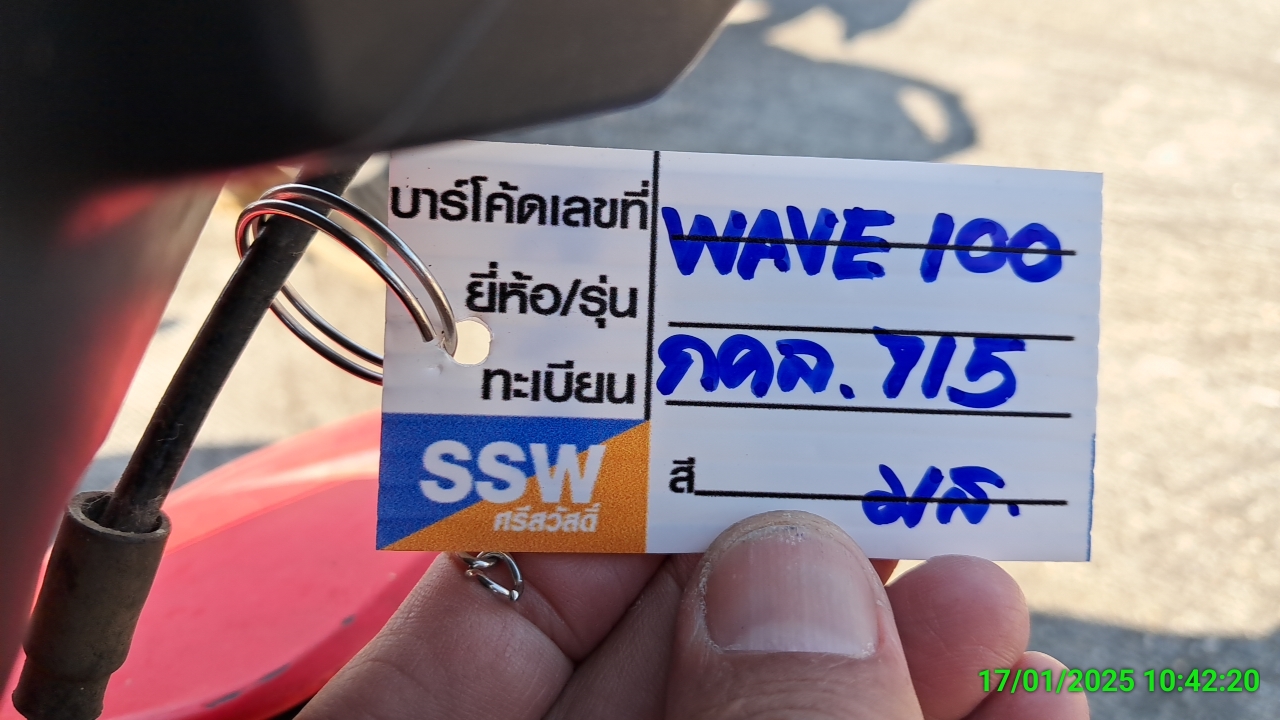 บาร์โค้ดเลขที่ WAVE 100
ยี่ห้อ/รุ่น
ทะเบียน กคล. 715
SSW
ศรีสวัสดิ์
สี มส.
17/01/2025 10:42:20